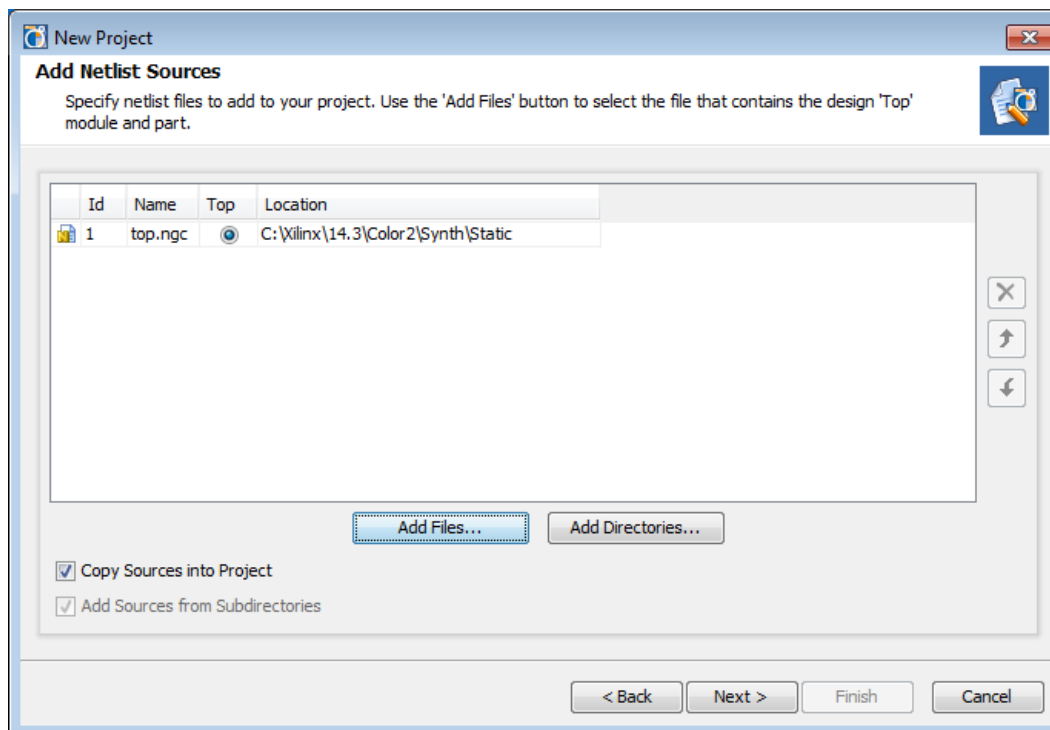 New Project
Add Netlist Sources
Specify netlist files to add to your project. Use the 'Add Files' button to select the file that contains the design 'Top'
module and part.
Id Name Top Location
1 top.ngc C:\Xilinx\14.3\Color2\Synth\Static
Add Files... Add Directories...
Copy Sources into Project
Add Sources from Subdirectories
< Back Next > Finish Cancel